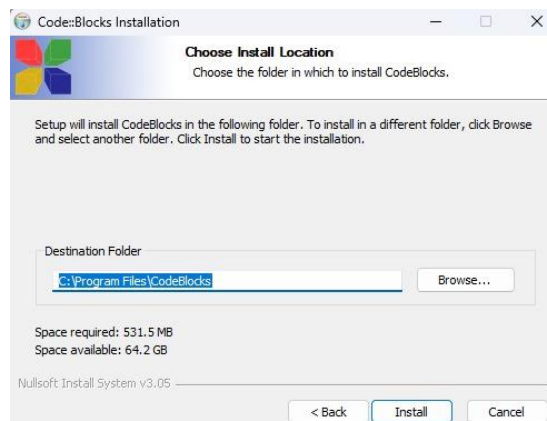 Code::Blocks Installation
Choose Install Location
Choose the folder in which to install CodeBlocks.
Setup will install CodeBlocks in the following folder. To install in a different folder, click Browse
and select another folder. Click Install to start the installation.
Destination Folder
C:\Program Files\CodeBlocks
Browse...
Space required: 531.5 MB
Space available: 64.2 GB
Nullsoft Install System v3.05
< Back
Install
Cancel